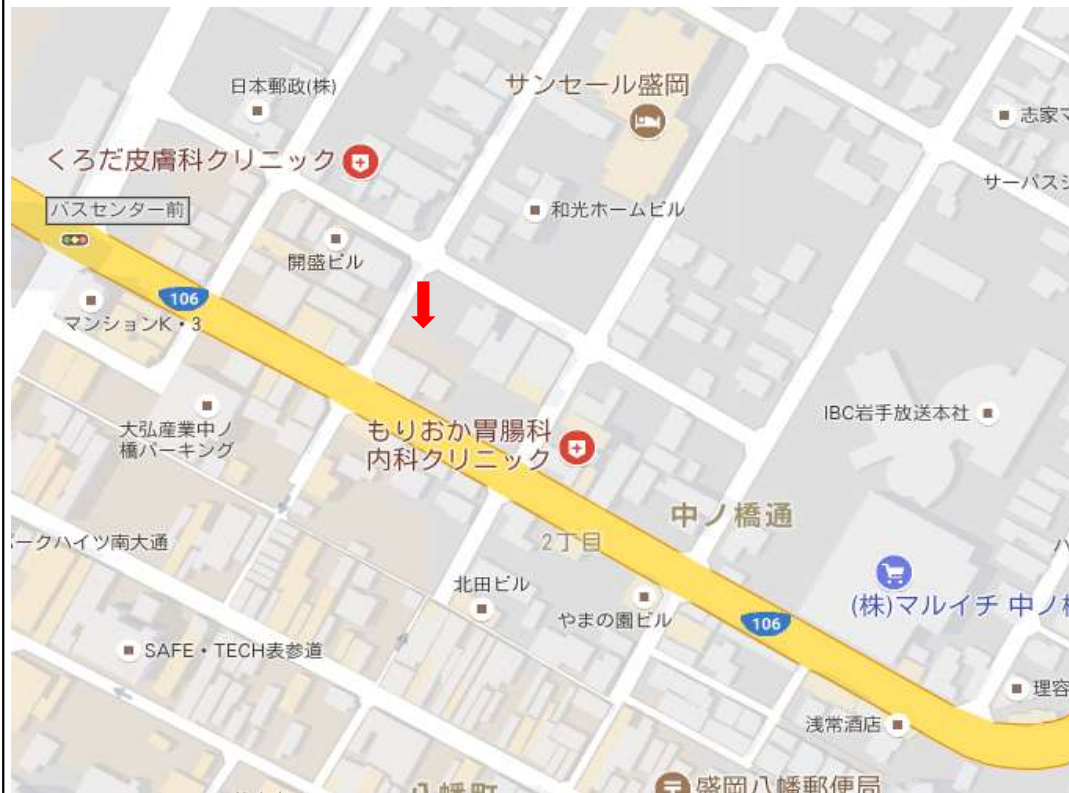 日本郵政(株)
サンセール盛岡
志家マ
くろだ皮膚科クリニック
サーパスシ
バスセンター前
和光ホームビル
開盛ビル
106
マンションK・3
大弘産業中ノ
橋パーキング
もりおか胃腸科
内科クリニック
IBC岩手放送本社
中ノ橋通
2丁目
ークハイツ南大通
北田ビル
やまの園ビル
(株)マルイチ 中ノ橋
106
SAFE・TECH表参道
理容
浅常酒店
八幡町
盛岡八幡郵便局